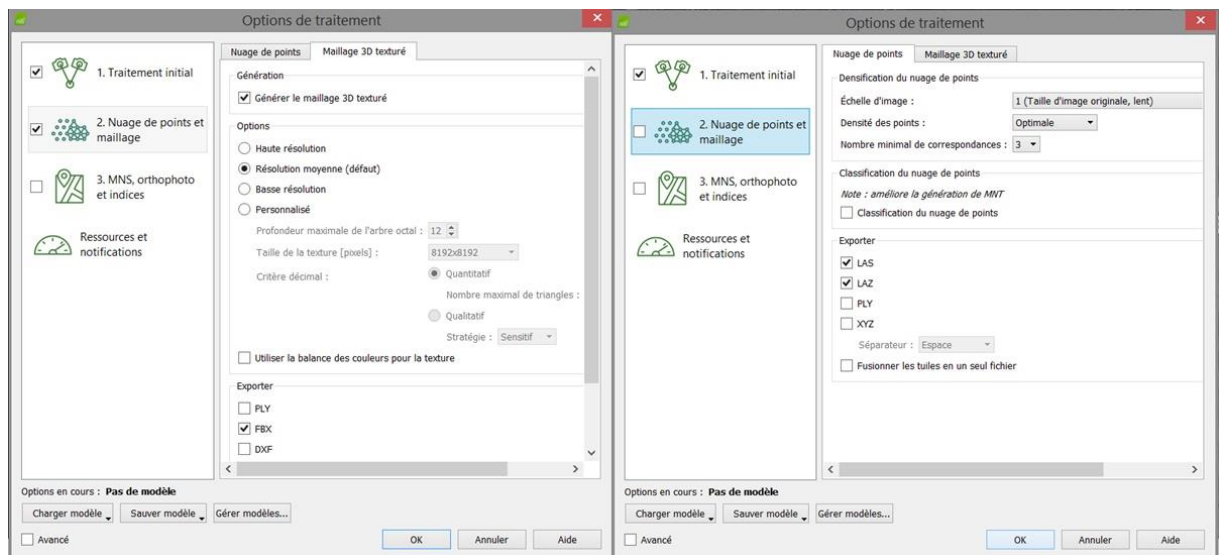 Options de traitement
1. Traitement initial
2. Nuage de points et
maillage
3. MNS, orthophoto
et indices
Ressources et
notifications
Nuage de points
Maillage 3D texturé
Génération
Générer le maillage 3D texturé
Options
Haute résolution
Résolution moyenne (défaut)
Basse résolution
Personnalisé
Profondeur maximale de l'arbre octal : 12
Taille de la texture [pixels] : 8192x8192
Critère décimal : Quantitatif
Nombre maximal de triangles :
Qualitatif
Stratégie : Sensitif
Utiliser la balance des couleurs pour la texture
Exporter
PLY
FBX
DXF
Options en cours : Pas de modèle
Charger modèle Sauver modèle Gérer modèles...
Avancé OK Annuler Aide
Options de traitement
1. Traitement initial
2. Nuage de points et
maillage
3. MNS, orthophoto
et indices
Ressources et
notifications
Nuage de points
Maillage 3D texturé
Densification du nuage de points
Échelle d'image : 1 (Taille d'image originale, lent)
Densité des points : Optimale
Nombre minimal de correspondances : 3
Classification du nuage de points
Note : améliore la génération de MNT
Classification du nuage de points
Exporter
LAS
LAZ
PLY
XYZ
Séparateur : Espace
Fusionner les tuiles en un seul fichier
Options en cours : Pas de modèle
Charger modèle Sauver modèle Gérer modèles...
Avancé OK Annuler Aide